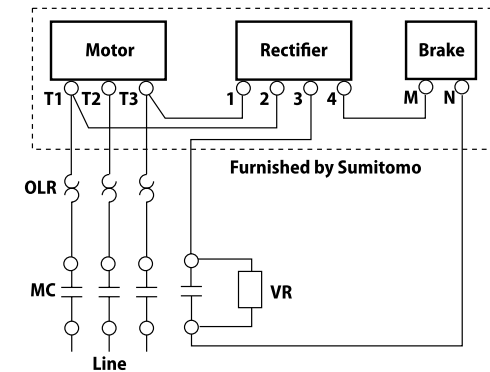 Motor Rectifier Brake
T1 T2 T3 1 2 3 4 M N
Furnished by Sumitomo
OLR
MC VR
Line